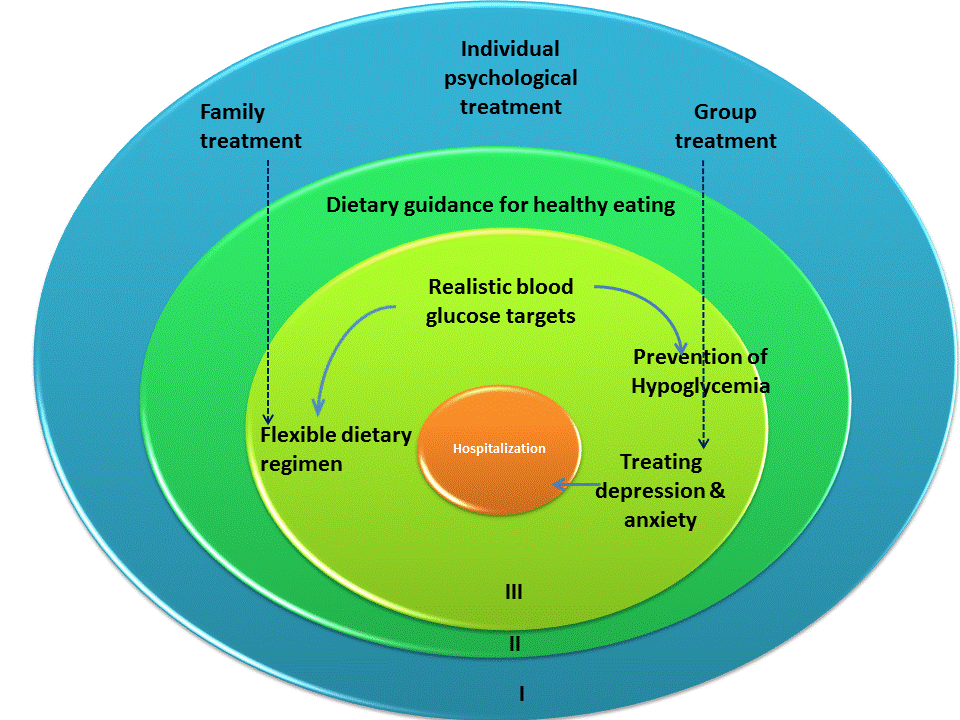 Individual
psychological
treatment
Family
treatment
Group
treatment
Dietary guidance for healthy eating
Realistic blood
glucose targets
Prevention of
Hypoglycemia
Flexible dietary
regimen
Hospitalization
Treating
depression &
anxiety
III
II
I